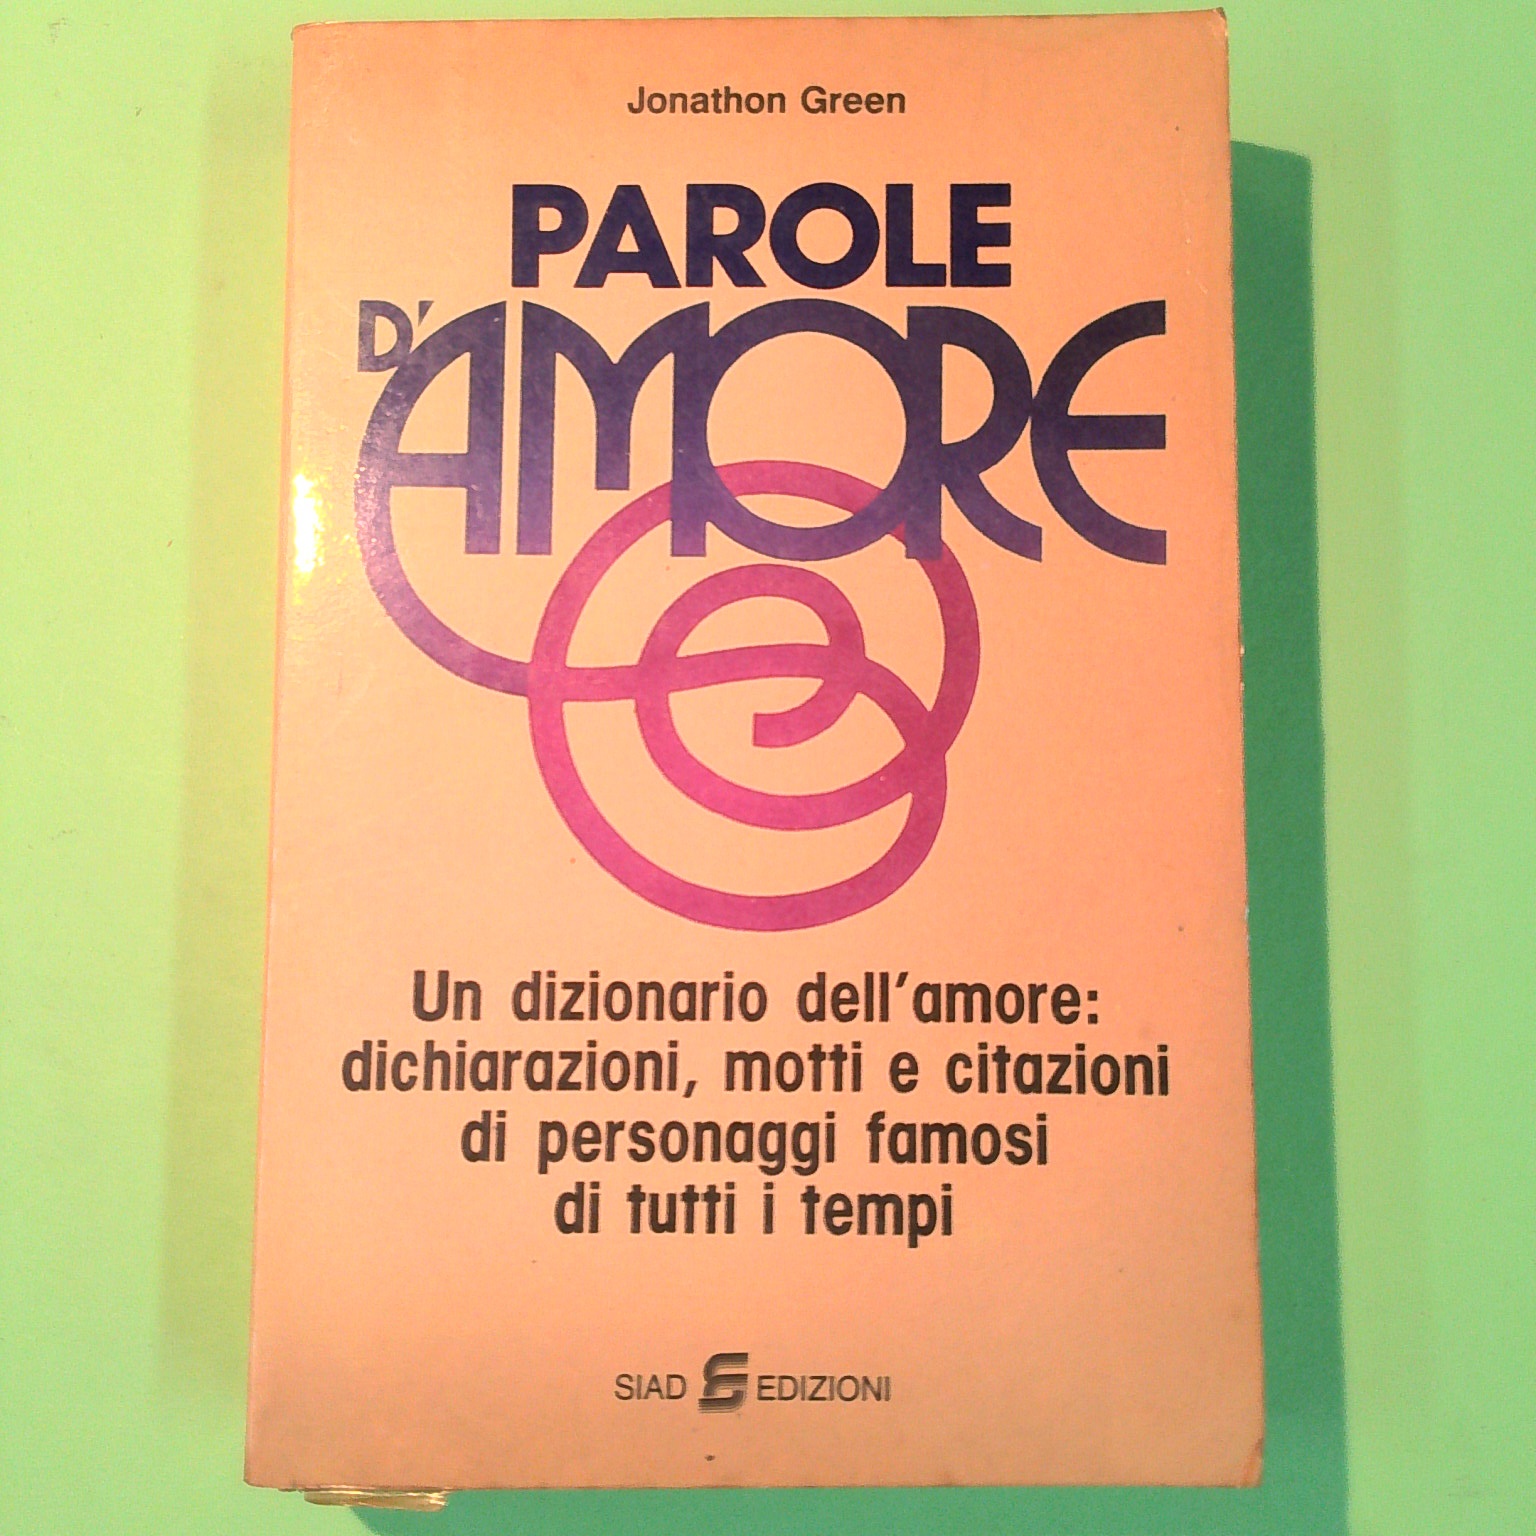 Jonathon Green
PAROLE
D'AMORE
Un dizionario dell'amore:
dichiarazioni, motti e citazioni
di personaggi famosi
di tutti i tempi
SIAD EDIZIONI